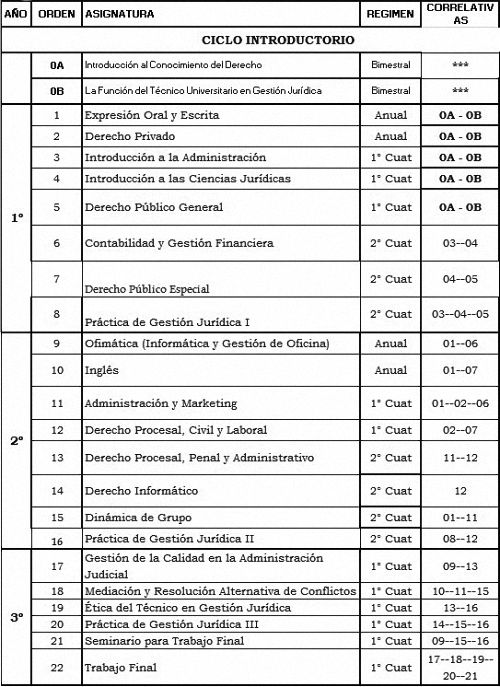 AÑO ORDEN ASIGNATURA REGIMEN CORRELATIV
AS
CICLO INTRODUCTORIO
0A Introducción al Conocimiento del Derecho Bimestral ***
0B La Función del Técnico Universitario en Gestión Jurídica Bimestral ***
1º
1 Expresión Oral y Escrita Anual 0A - 0B
2 Derecho Privado Anual 0A - 0B
3 Introducción a la Administración 1° Cuat 0A - 0B
4 Introducción a las Ciencias Jurídicas 1° Cuat 0A - 0B
5 Derecho Público General 1° Cuat 0A - 0B
6 Contabilidad y Gestión Financiera 2° Cuat 03--04
7 Derecho Público Especial 2° Cuat 04--05
8 Práctica de Gestión Jurídica I 2° Cuat 03--04--05
2º
9 Ofimática (Informática y Gestión de Oficina) Anual 01--06
10 Inglés Anual 01--07
11 Administración y Marketing 1° Cuat 01--02--06
12 Derecho Procesal, Civil y Laboral 1° Cuat 02--07
13 Derecho Procesal, Penal y Administrativo 2° Cuat 11--12
14 Derecho Informático 2° Cuat 12
15 Dinámica de Grupo 2° Cuat 01--11
16 Práctica de Gestión Jurídica II 2° Cuat 08--12
3º
17 Gestión de la Calidad en la Administración
Judicial 1° Cuat 09--13
18 Mediación y Resolución Alternativa de Conflictos 1° Cuat 10--11--15
19 Ética del Técnico en Gestión Jurídica 1° Cuat 13--16
20 Práctica de Gestión Jurídica III 1° Cuat 14--15--16
21 Seminario para Trabajo Final 1° Cuat 09--15--16
22 Trabajo Final 1° Cuat 17--18--19--
20--21